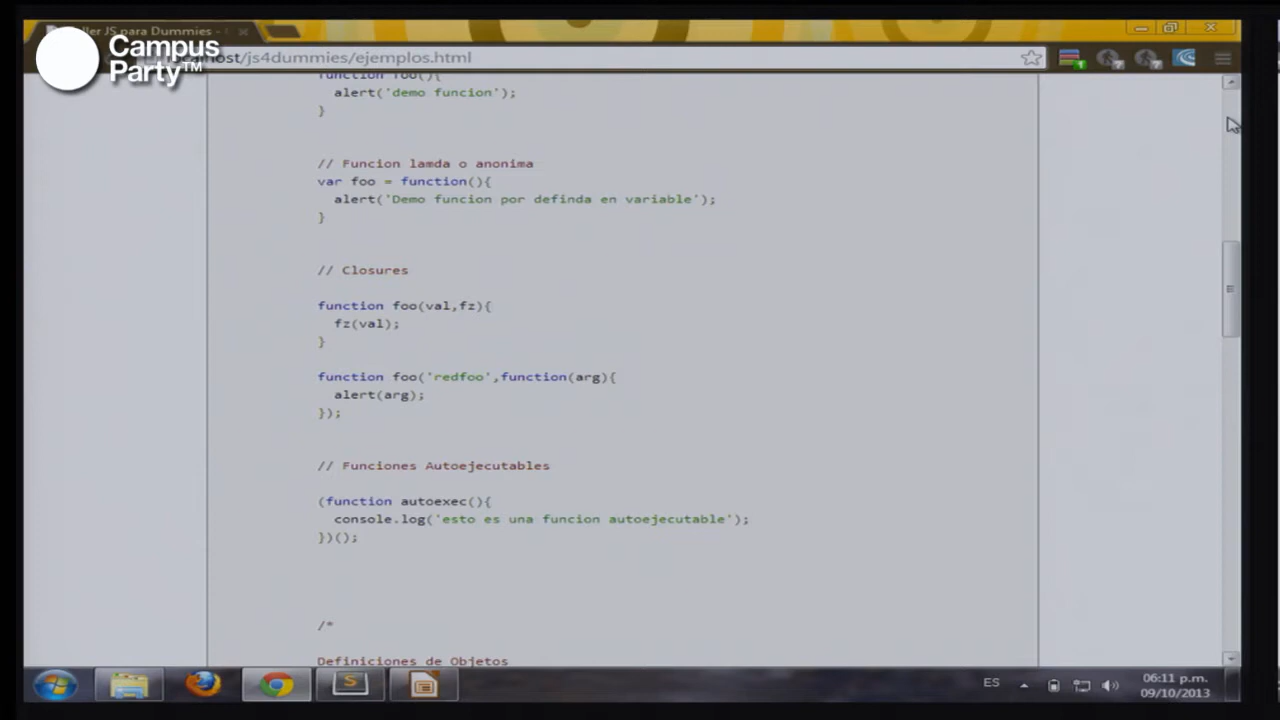 ller JS para Dummies -
Campus
Party™
ost/js4dummies/ejemplos.html
function foo(){
alert('demo funcion');
}
// Funcion lamda o anonima
var foo = function(){
alert('Demo funcion por definda en variable');
}
// Closures
function foo(val,fz){
fz(val);
}
function foo('redfoo',function(arg){
alert(arg);
});
// Funciones Autoejecutables
(function autoexec(){
console.log('esto es una funcion autoejecutable');
})();
/*
Definiciones de Objetos
ES
06:11 p.m.
09/10/2013